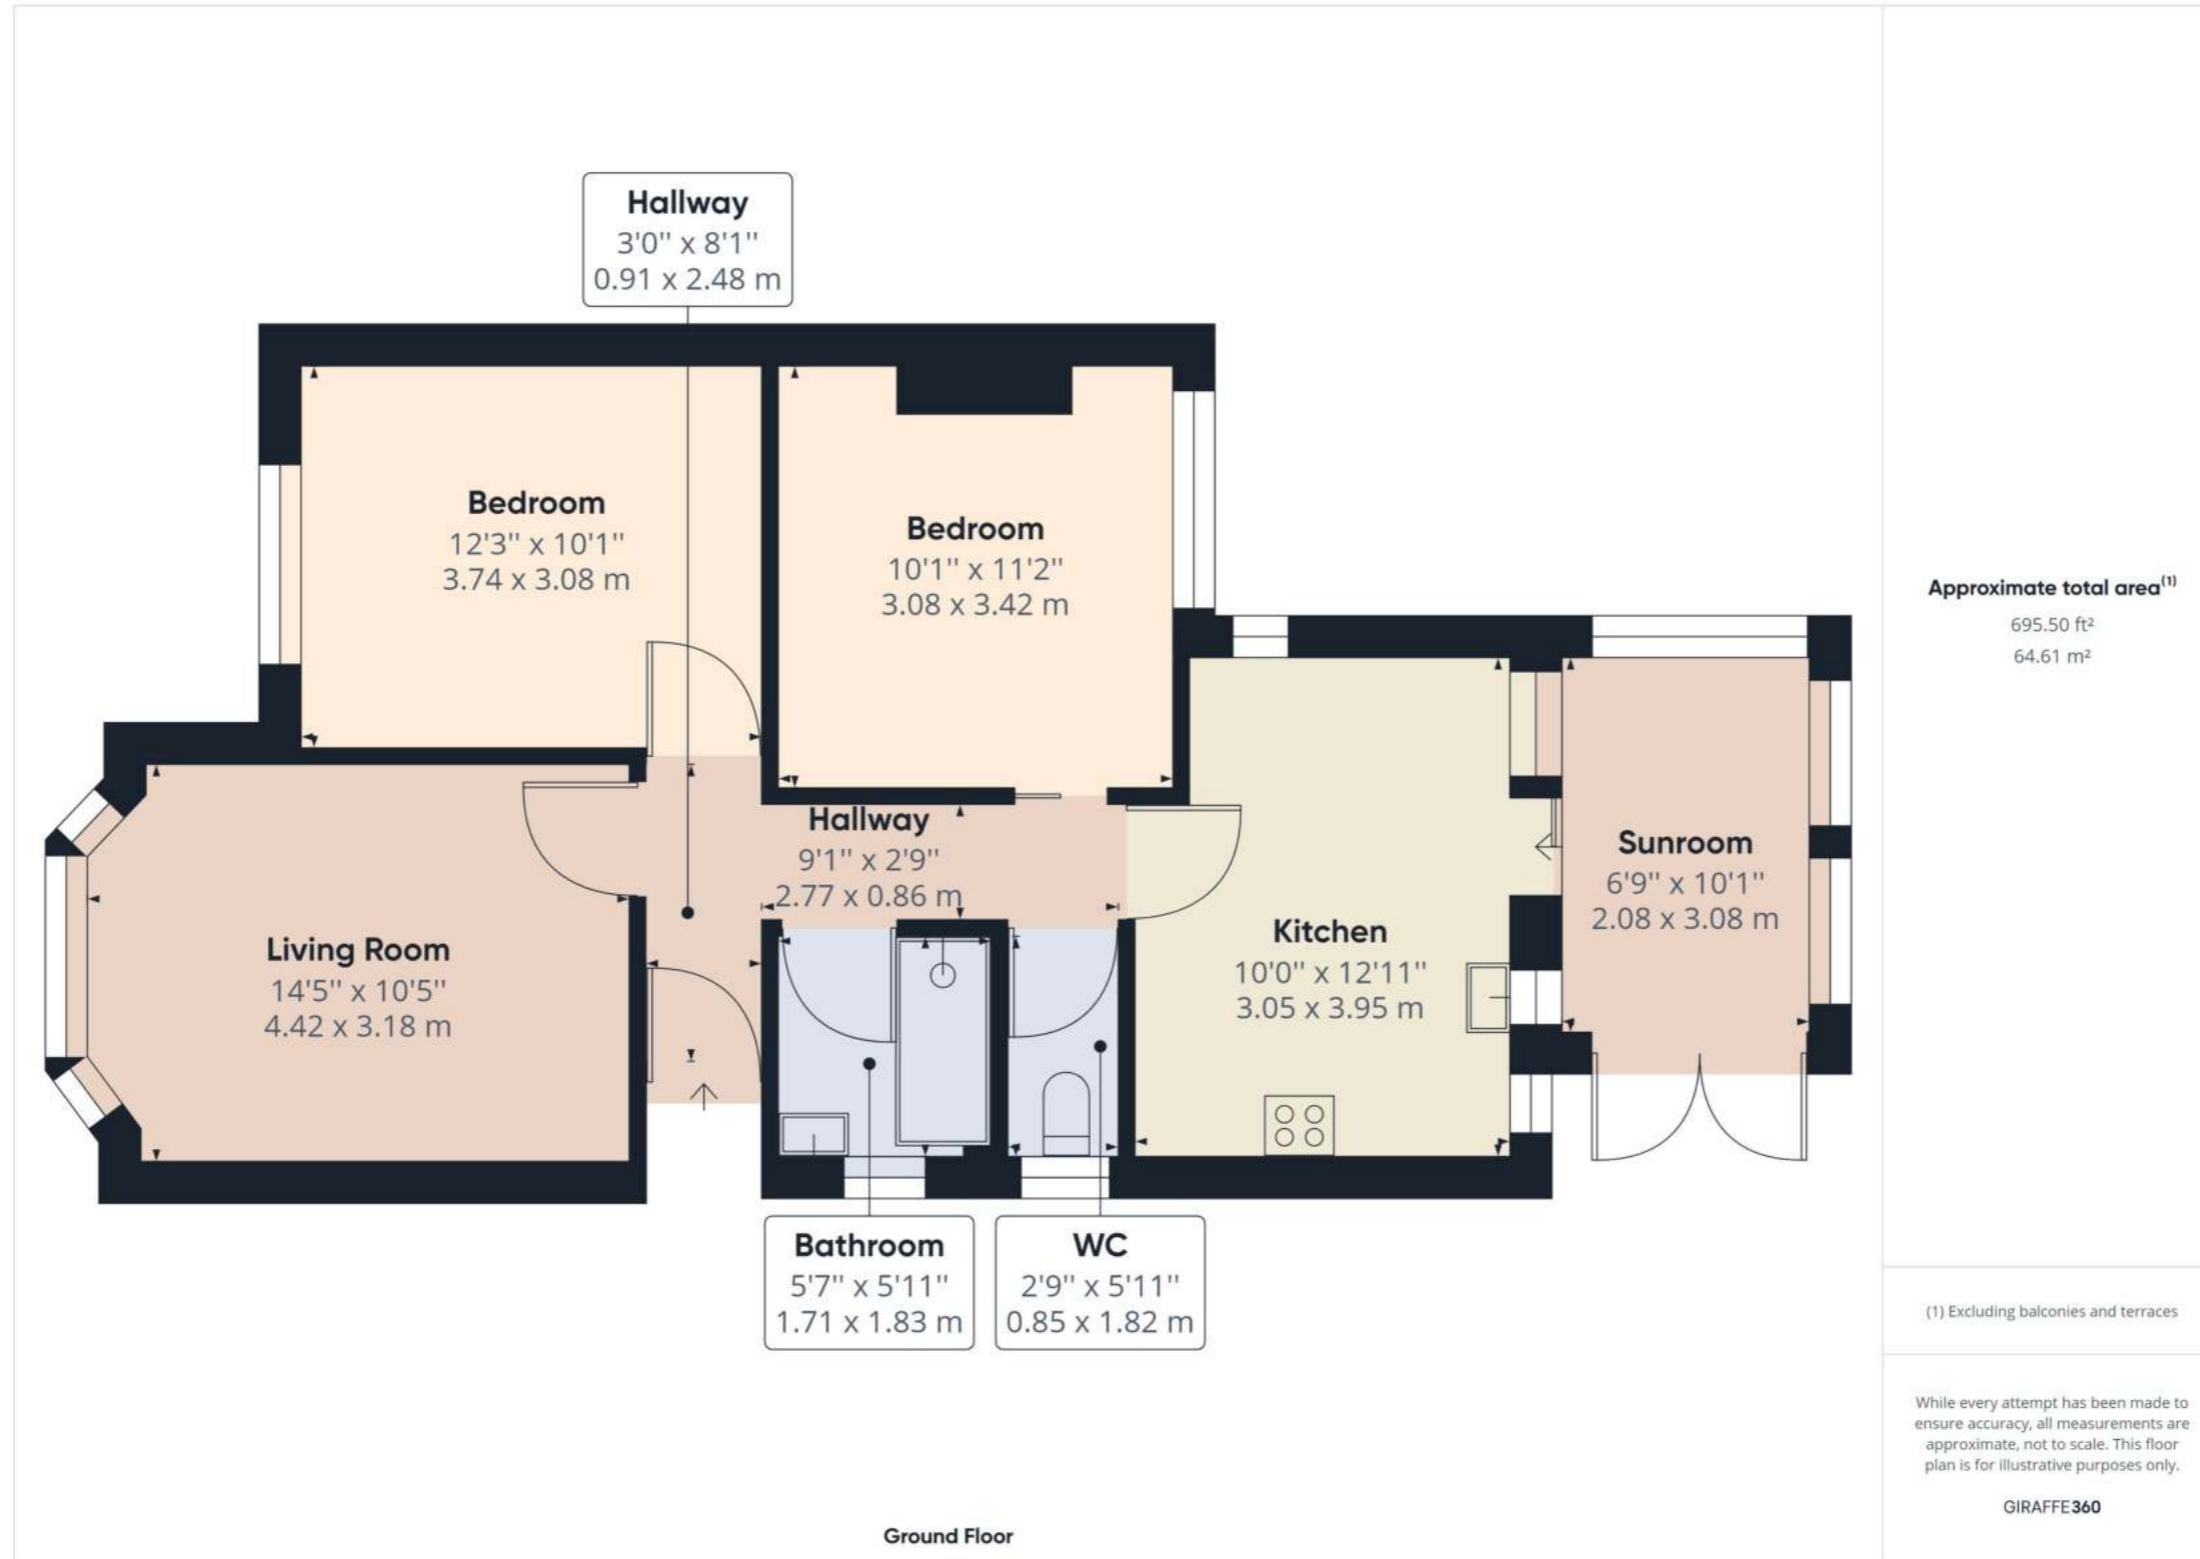 Hallway
3'0" x 8'1"
0.91 x 2.48 m
Bedroom
12'3" x 10'1"
3.74 x 3.08 m
Bedroom
10'1" x 11'2"
3.08 x 3.42 m
Hallway
9'1" x 2'9"
2.77 x 0.86 m
Living Room
14'5" x 10'5"
4.42 x 3.18 m
Kitchen
10'0" x 12'11"
3.05 x 3.95 m
Sunroom
6'9" x 10'1"
2.08 x 3.08 m
Bathroom
5'7" x 5'11"
1.71 x 1.83 m
WC
2'9" x 5'11"
0.85 x 1.82 m
Ground Floor
Approximate total area(1)
695.50 ft²
64.61 m²
(1) Excluding balconies and terraces
While every attempt has been made to
ensure accuracy, all measurements are
approximate, not to scale. This floor
plan is for illustrative purposes only.
GIRAFFE360